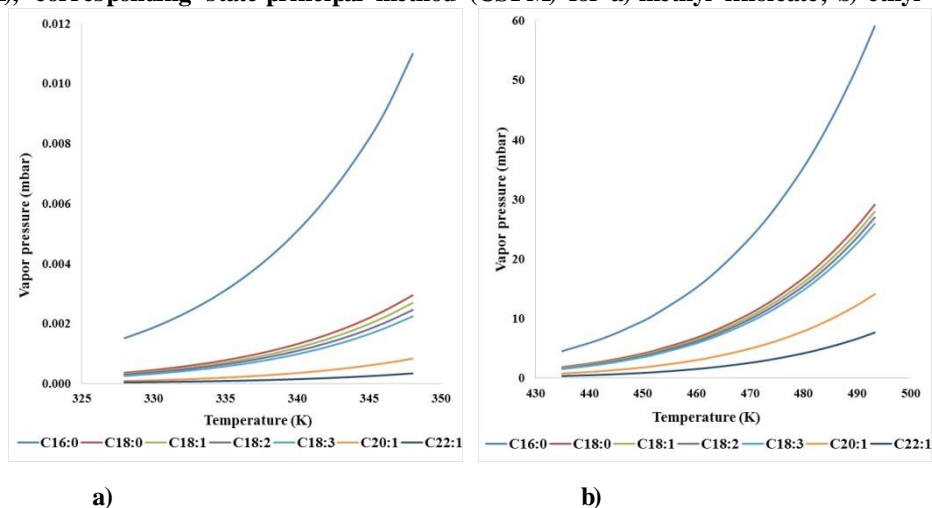 corresponding state-principal method (CSPM) for a) methyl linoleate; b) ethyl
0.012
0.010
0.008
0.006
0.004
0.002
0.000
Vapor pressure (mbar)
325 330 335 340 345 350
Temperature (K)
C16:0 C18:0 C18:1 C18:2 C18:3 C20:1 C22:1
60
50
40
30
20
10
0
Vapor pressure (mbar)
430 440 450 460 470 480 490 500
Temperature (K)
C16:0 C18:0 C18:1 C18:2 C18:3 C20:1 C22:1
a) b)